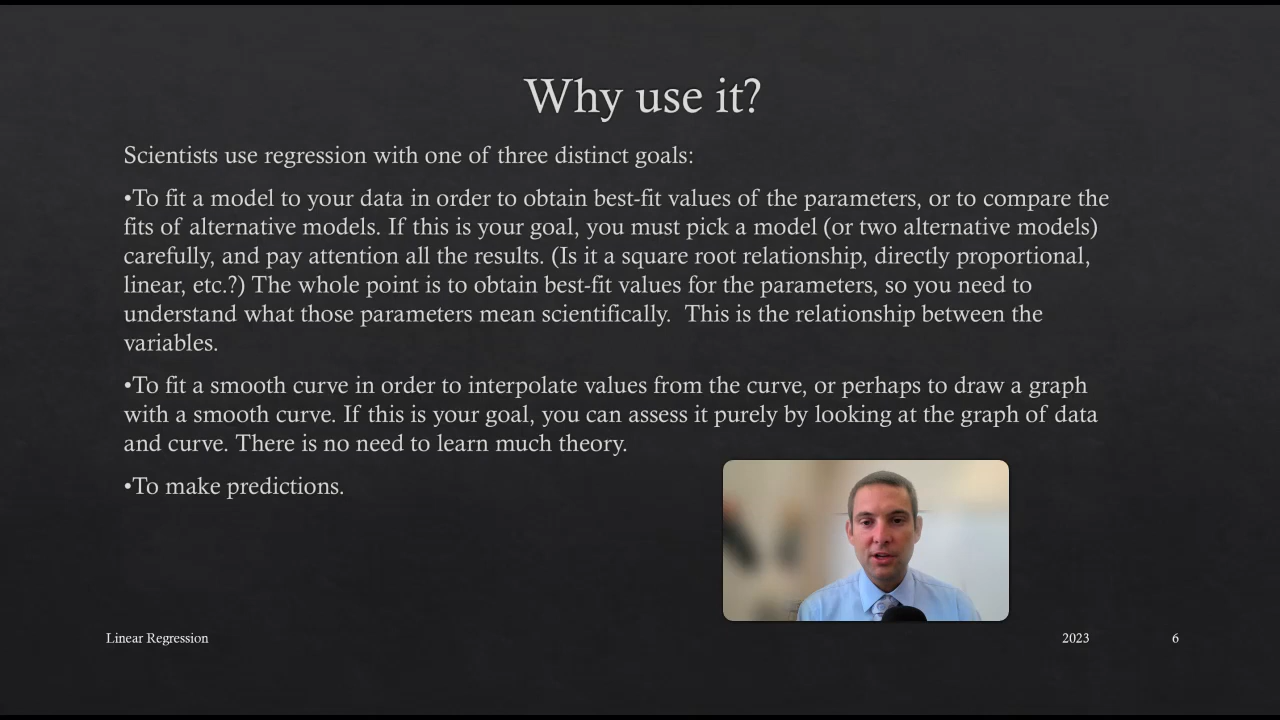 Why use it?
Scientists use regression with one of three distinct goals:
•To fit a model to your data in order to obtain best-fit values of the parameters, or to compare the
fits of alternative models. If this is your goal, you must pick a model (or two alternative models)
carefully, and pay attention all the results. (Is it a square root relationship, directly proportional,
linear, etc.?) The whole point is to obtain best-fit values for the parameters, so you need to
understand what those parameters mean scientifically.  This is the relationship between the
variables.
•To fit a smooth curve in order to interpolate values from the curve, or perhaps to draw a graph
with a smooth curve. If this is your goal, you can assess it purely by looking at the graph of data
and curve. There is no need to learn much theory.
•To make predictions.
Linear Regression
2023
6